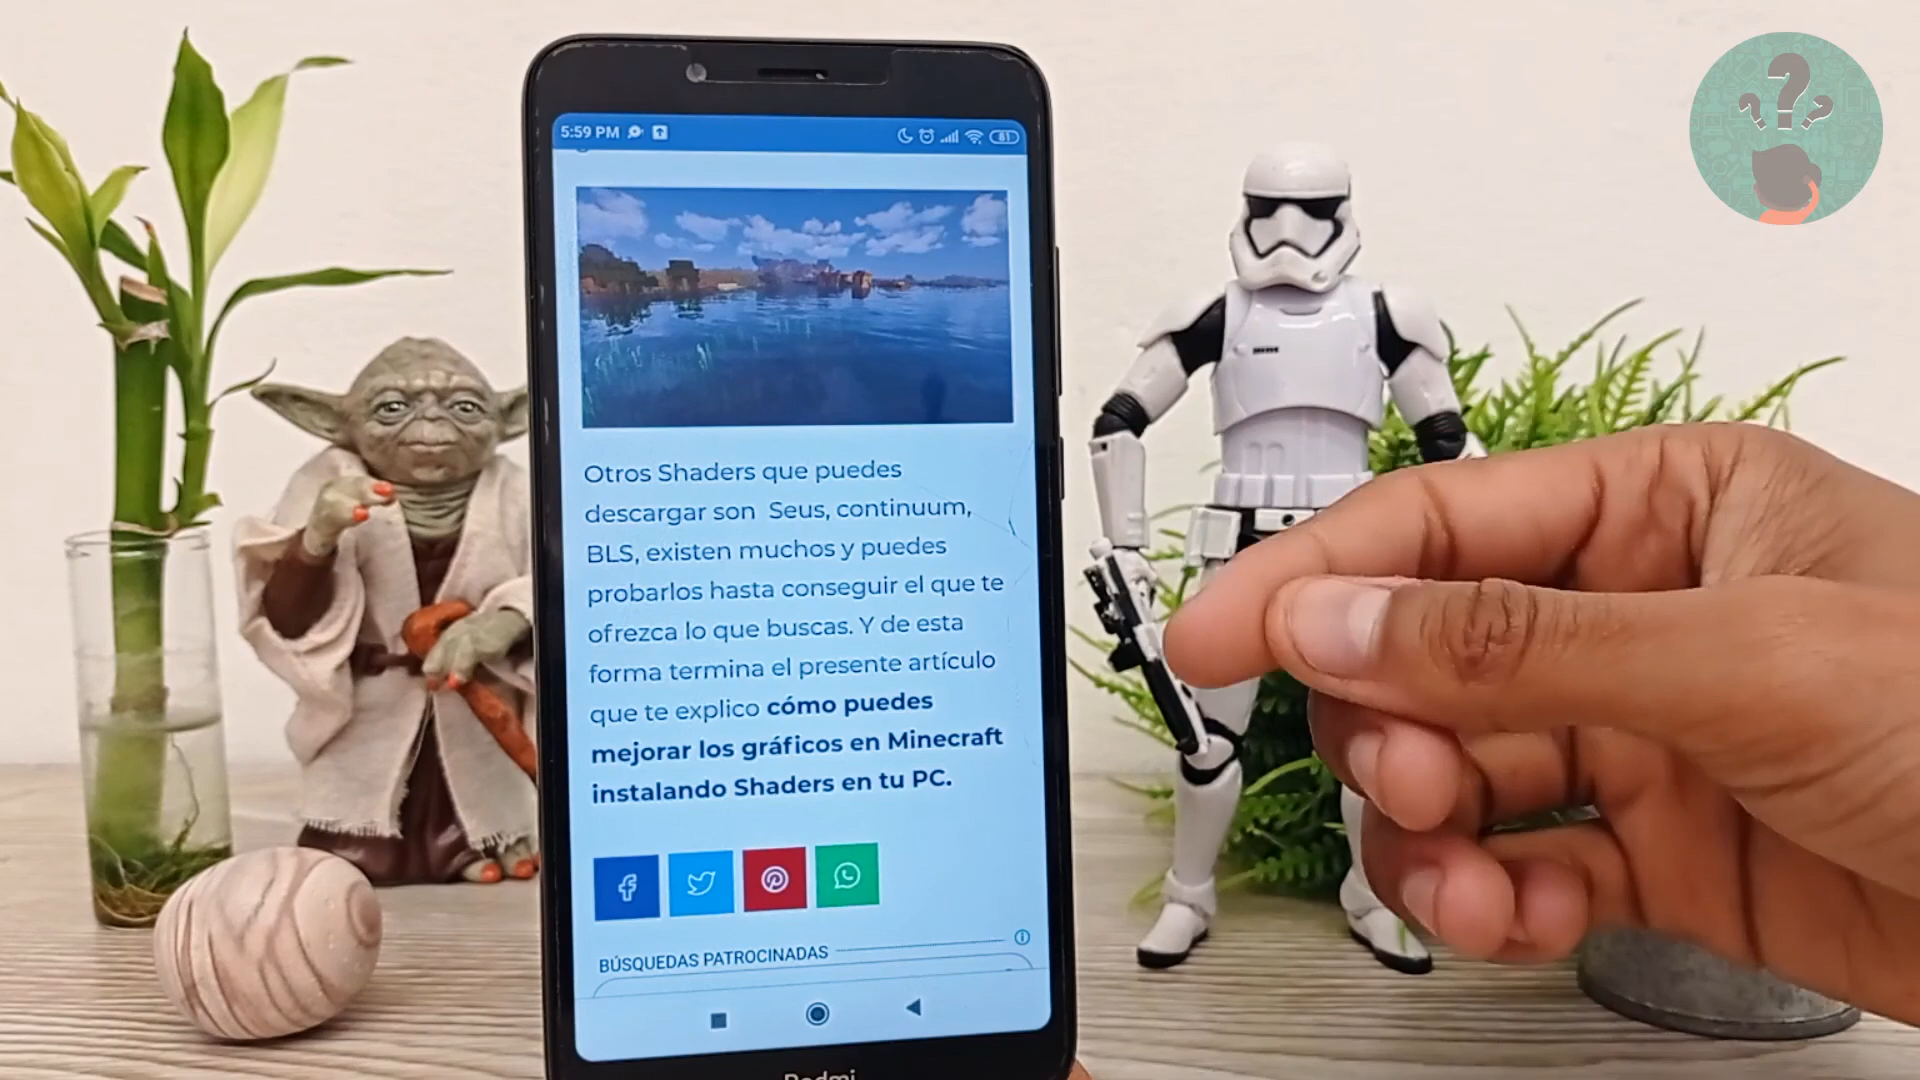 5:59 PM
81
Otros Shaders que puedes
descargar son Seus, continuum,
BLS, existen muchos y puedes
probarlos hasta conseguir el que te
ofrezca lo que buscas. Y de esta
forma termina el presente artículo
que te explico cómo puedes
mejorar los gráficos en Minecraft
instalando Shaders en tu PC.
BÚSQUEDAS PATROCINADAS
Redmi